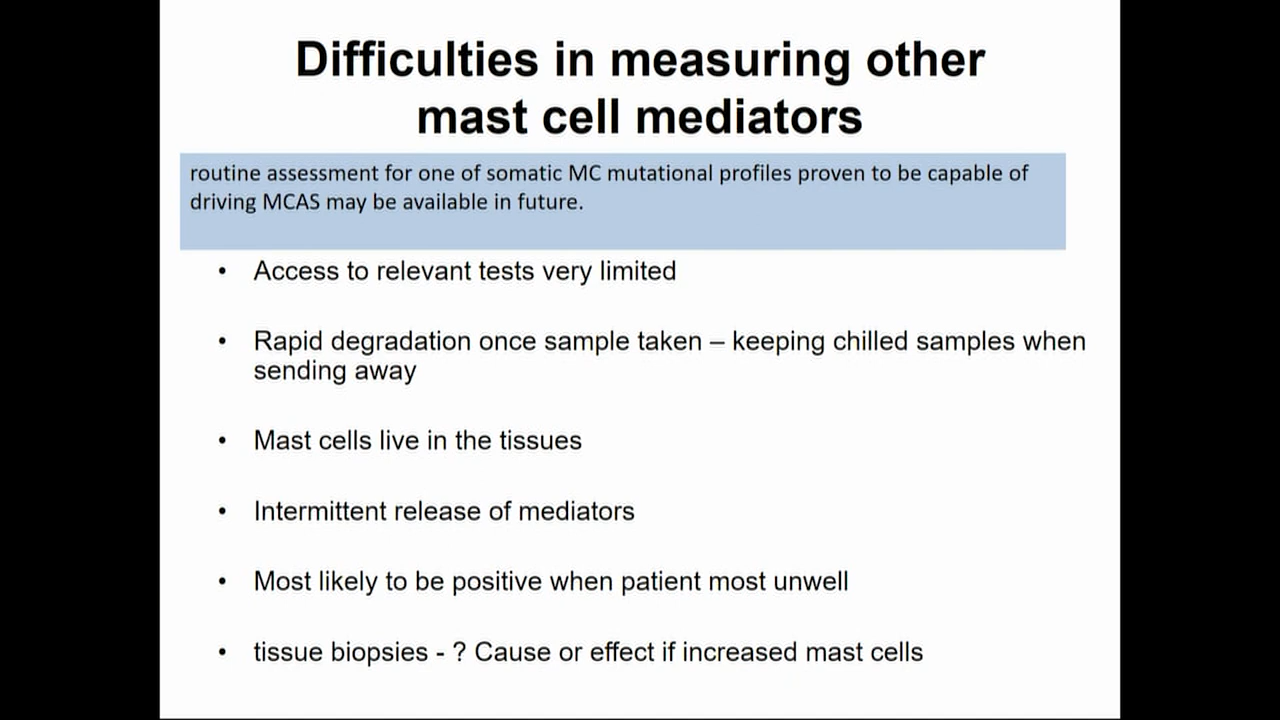 Difficulties in measuring other
mast cell mediators
routine assessment for one of somatic MC mutational profiles proven to be capable of
driving MCAS may be available in future.
• Access to relevant tests very limited
• Rapid degradation once sample taken – keeping chilled samples when
sending away
• Mast cells live in the tissues
• Intermittent release of mediators
• Most likely to be positive when patient most unwell
• tissue biopsies - ? Cause or effect if increased mast cells